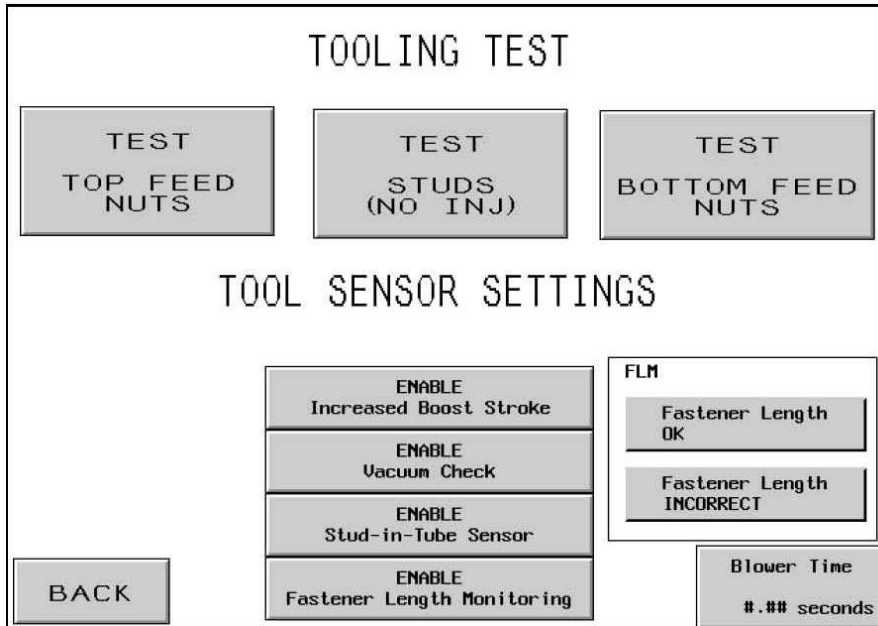 TOOLING TEST
TEST
TOP FEED
NUTS
TEST
STUDS
(NO INJ)
TEST
BOTTOM FEED
NUTS
TOOL SENSOR SETTINGS
ENABLE
Increased Boost Stroke
ENABLE
Vacuum Check
ENABLE
Stud-in-Tube Sensor
ENABLE
Fastener Length Monitoring
FLM
Fastener Length
OK
Fastener Length
INCORRECT
BACK
Blower Time
#.## seconds